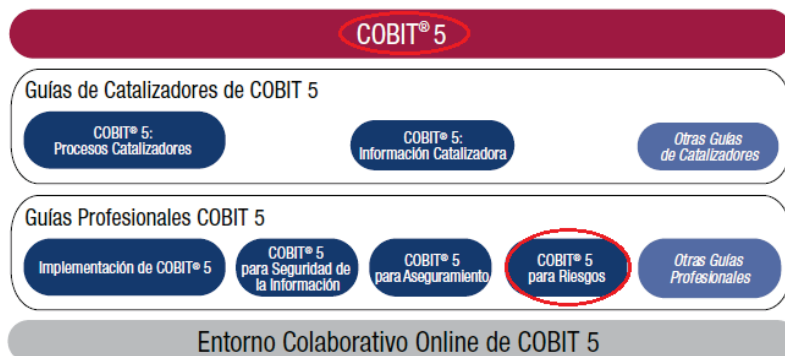 COBIT® 5
Guías de Catalizadores de COBIT 5
COBIT® 5:
Procesos Catalizadores
COBIT® 5:
Información Catalizadora
Otras Guías
de Catalizadores
Guías Profesionales COBIT 5
Implementación de COBIT® 5
COBIT® 5
para Seguridad de
la Información
COBIT® 5
para Aseguramiento
COBIT® 5
para Riesgos
Otras Guías
Profesionales
Entorno Colaborativo Online de COBIT 5